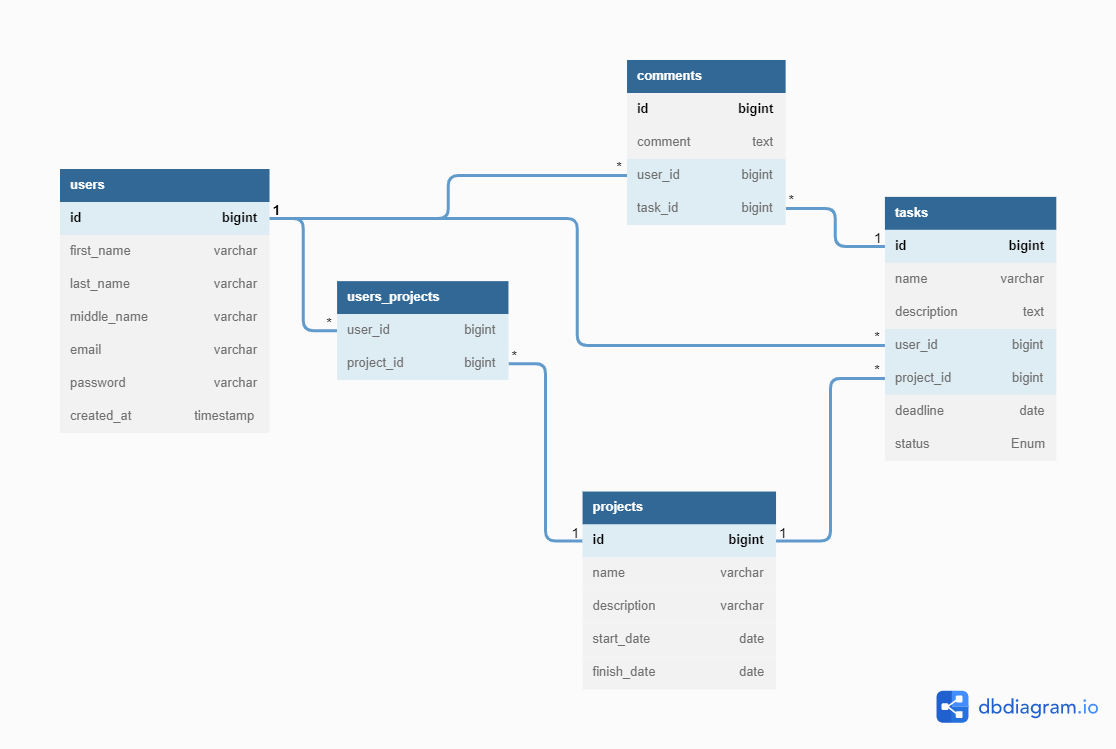 comments
id bigint
comment text
* user_id bigint
task_id bigint *
users
id bigint 1
first_name varchar
last_name varchar
middle_name varchar
email varchar
password varchar
created_at timestamp
users_projects
* user_id bigint
project_id bigint *
tasks
1 id bigint
name varchar
description text
* user_id bigint
* project_id bigint
deadline date
status Enum
projects
1 id bigint 1
name varchar
description varchar
start_date date
finish_date date
dbdiagram.io